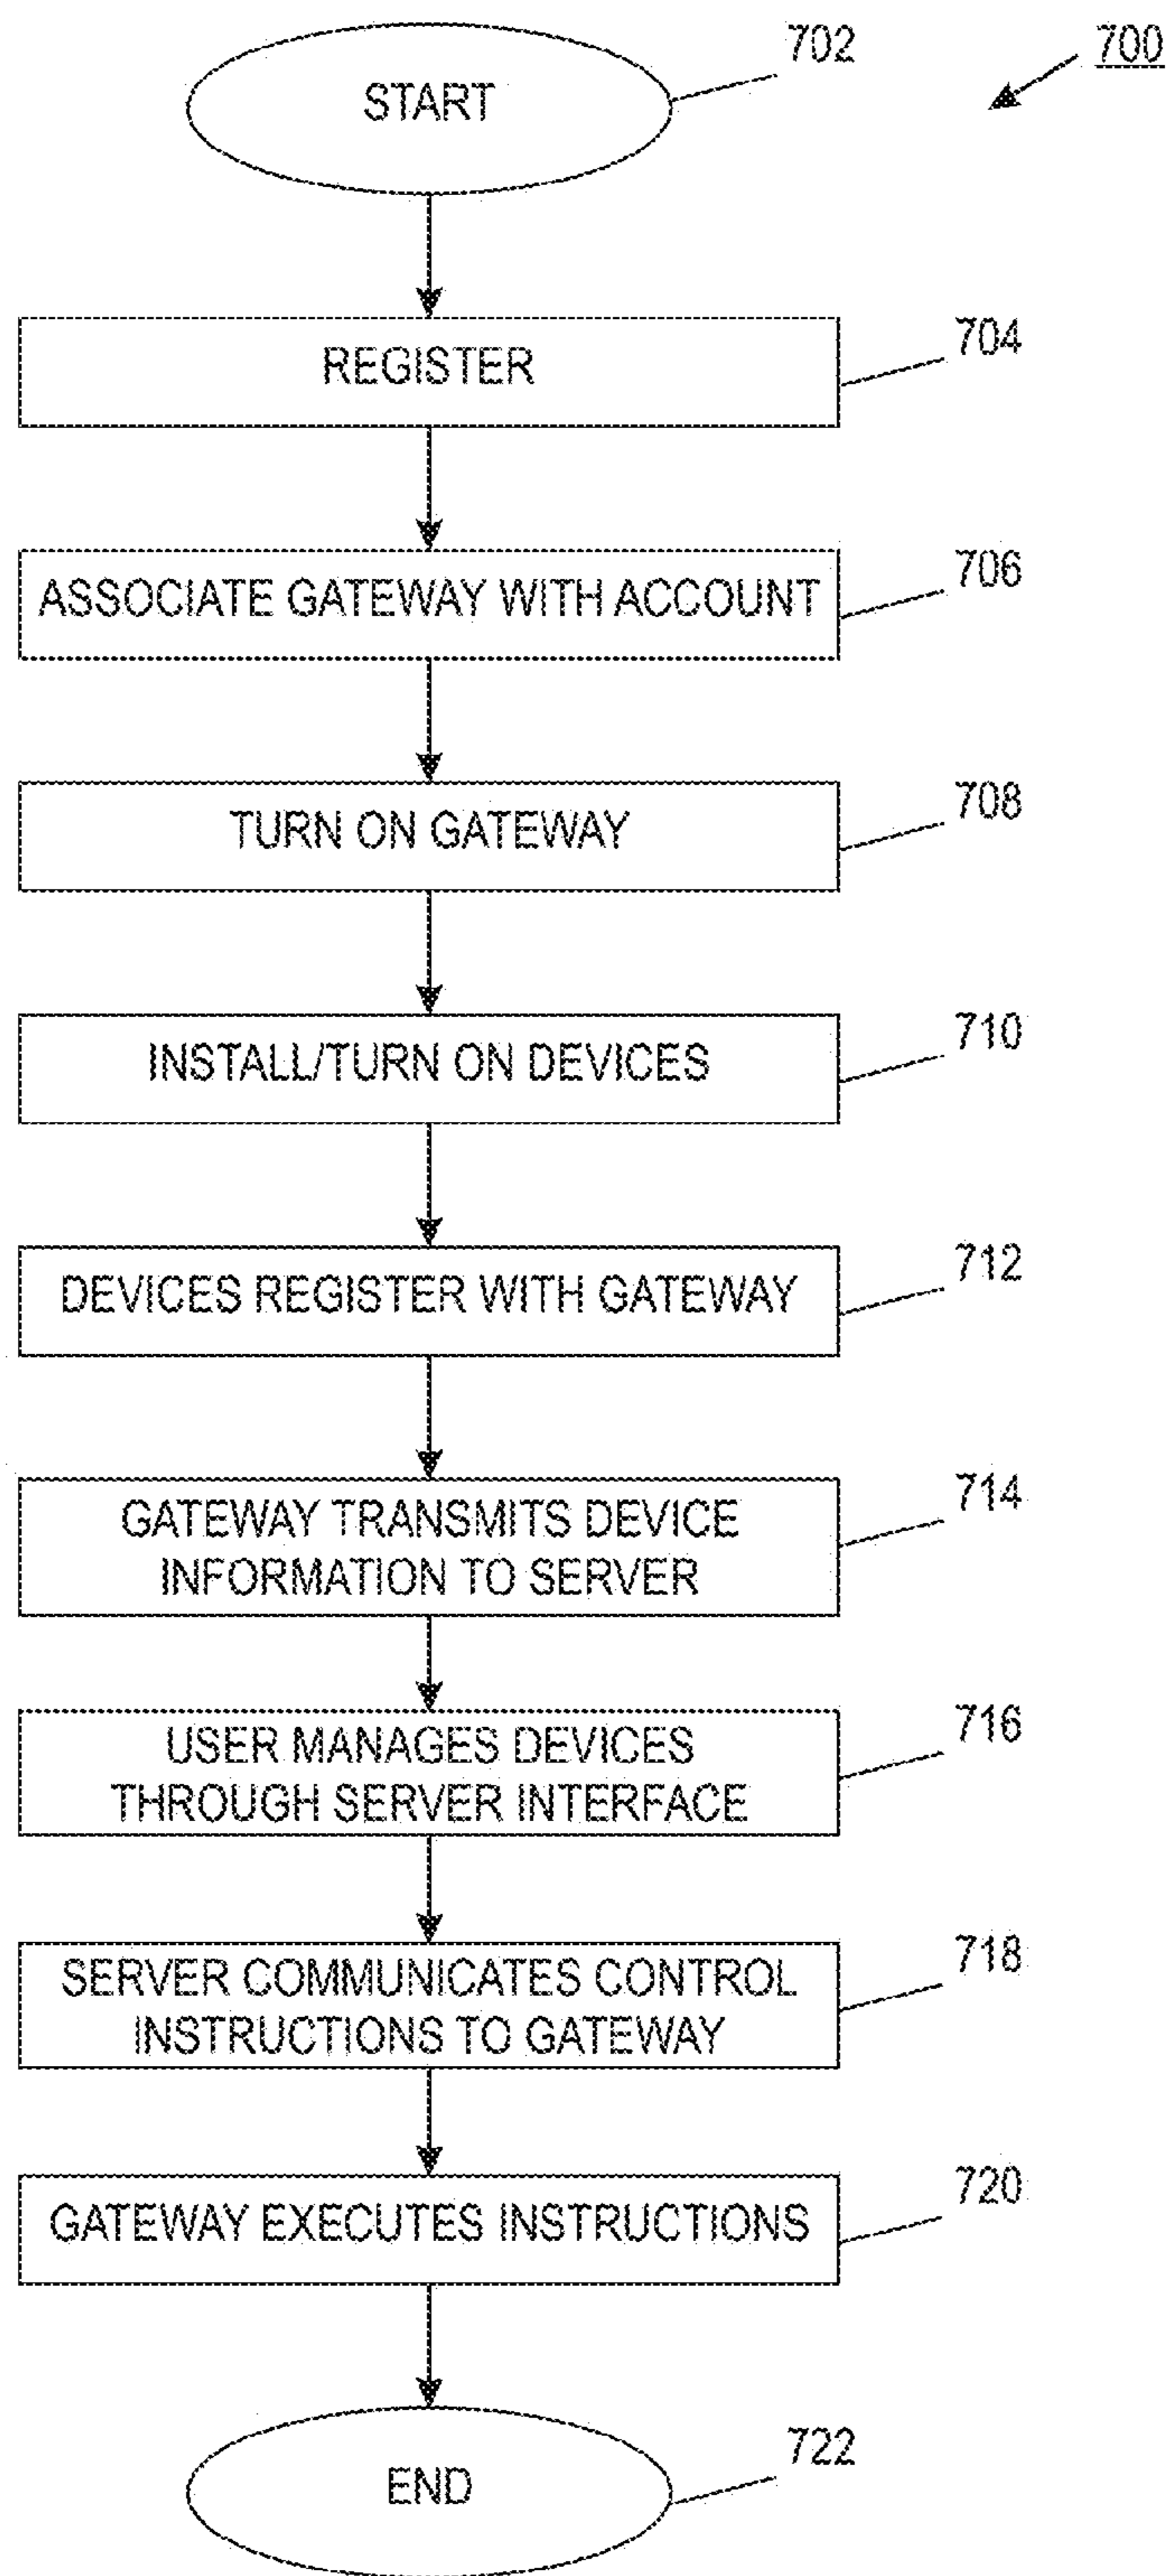 702
700
START
704
REGISTER
706
ASSOCIATE GATEWAY WITH ACCOUNT
708
TURN ON GATEWAY
710
INSTALL/TURN ON DEVICES
712
DEVICES REGISTER WITH GATEWAY
714
GATEWAY TRANSMITS DEVICE
INFORMATION TO SERVER
716
USER MANAGES DEVICES
THROUGH SERVER INTERFACE
718
SERVER COMMUNICATES CONTROL
INSTRUCTIONS TO GATEWAY
720
GATEWAY EXECUTES INSTRUCTIONS
722
END